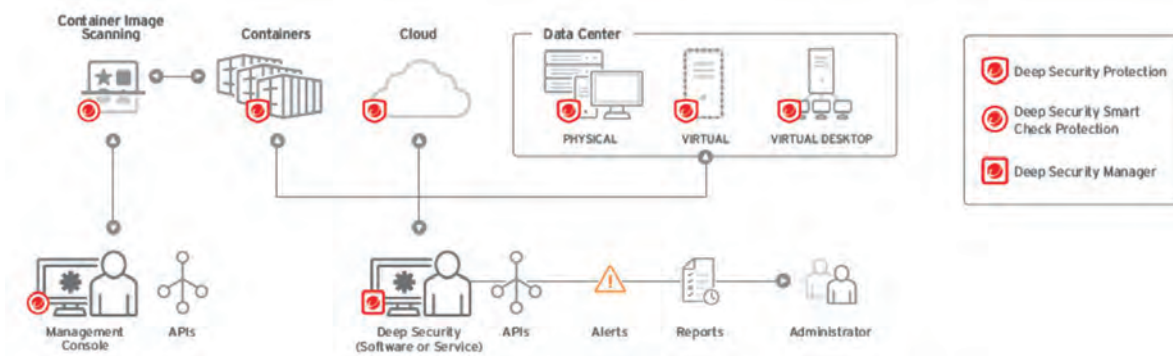 Container Image
Scanning
Containers
Cloud
Data Center
PHYSICAL
VIRTUAL
VIRTUAL DESKTOP
Deep Security Protection
Deep Security Smart
Check Protection
Deep Security Manager
Management
Console
APIs
Deep Security
(Software or Service)
APIs
Alerts
Reports
Administrator